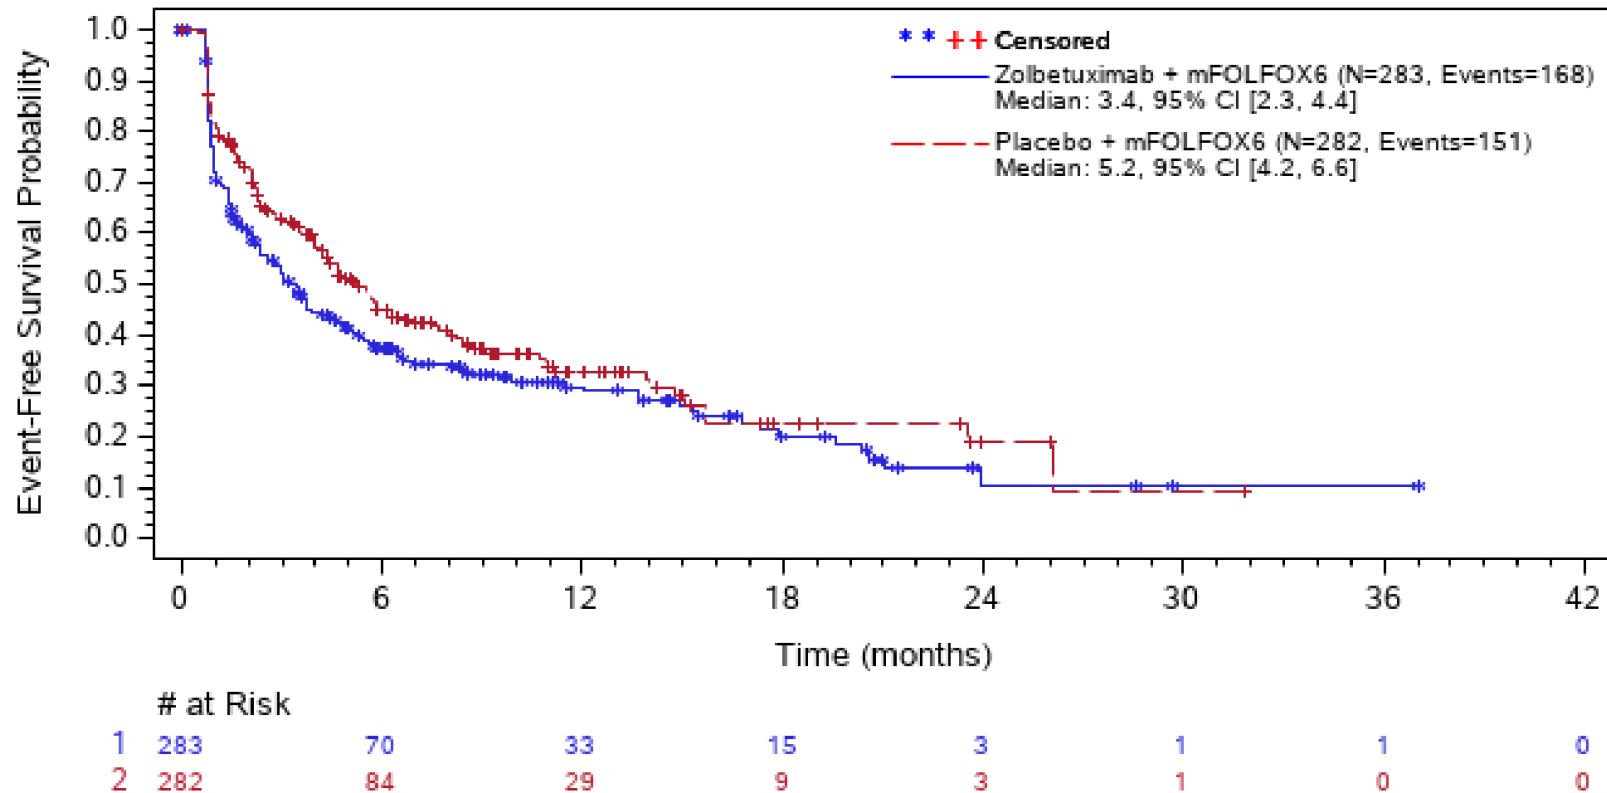 Event-Free Survival Probability
1.0
0.9
0.8
0.7
0.6
0.5
0.4
0.3
0.2
0.1
0.0
Censored
Zolbetuximab + mFOLFOX6 (N=283, Events=168)
Median: 3.4, 95% CI [2.3, 4.4]
Placebo + mFOLFOX6 (N=282, Events=151)
Median: 5.2, 95% CI [4.2, 6.6]
0 6 12 18 24 30 36 42
Time (months)
# at Risk
1 283 70 33 15 3 1 1 0
2 282 84 29 9 3 1 0 0